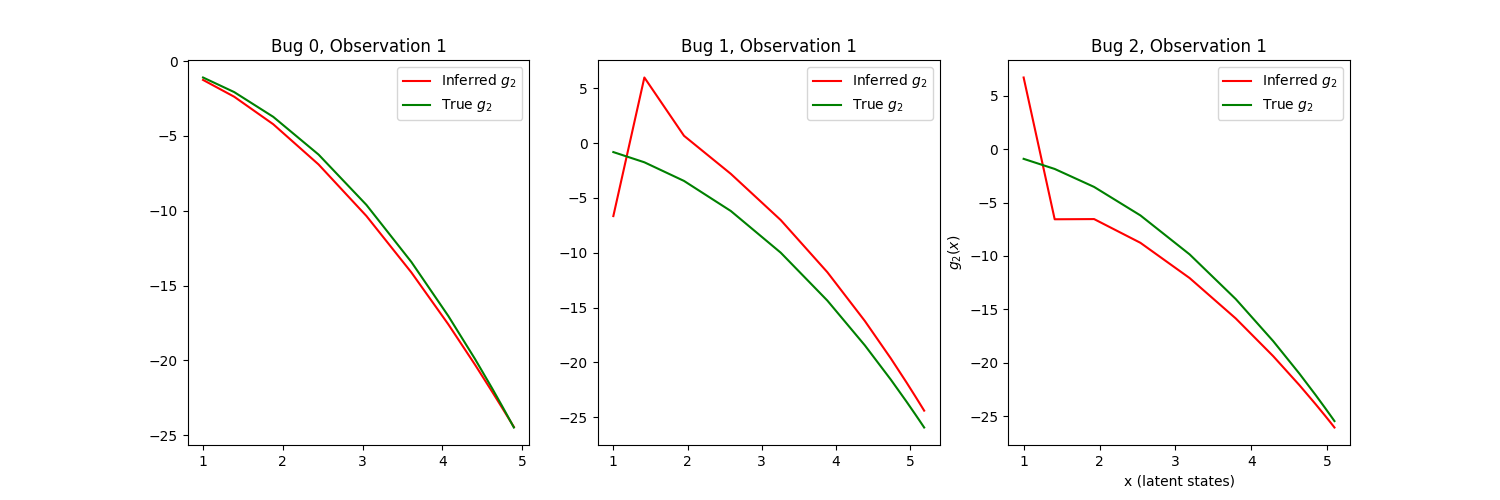 Bug 0, Observation 1
Inferred g₂
True g₂
0
−5
−10
−15
−20
−25
1 2 3 4 5
Bug 1, Observation 1
Inferred g₂
True g₂
5
0
−5
−10
−15
−20
−25
1 2 3 4 5
Bug 2, Observation 1
Inferred g₂
True g₂
g₂(x)
5
0
−5
−10
−15
−20
−25
1 2 3 4 5
x (latent states)